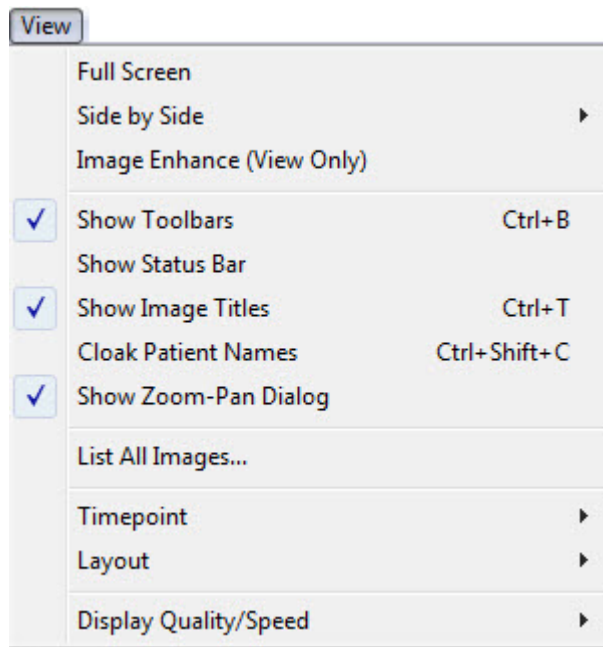 View
Full Screen
Side by Side
Image Enhance (View Only)
Show Toolbars Ctrl+B
Show Status Bar
Show Image Titles Ctrl+T
Cloak Patient Names Ctrl+Shift+C
Show Zoom-Pan Dialog
List All Images...
Timepoint
Layout
Display Quality/Speed